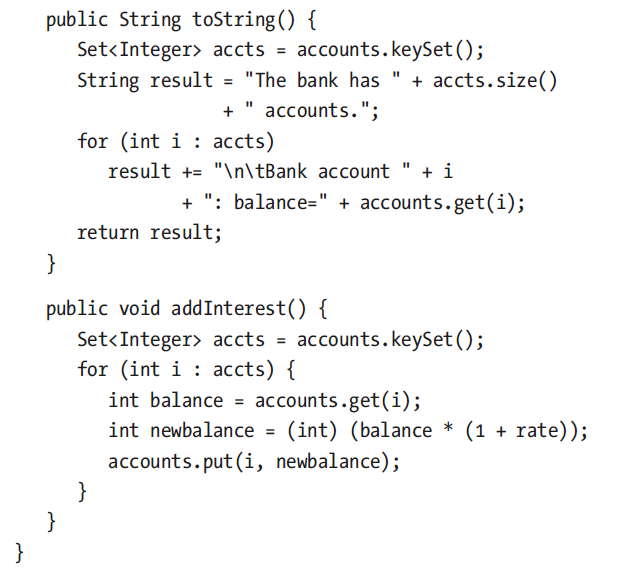 public String toString() {
Set<Integer> accts = accounts.keySet();
String result = "The bank has " + accts.size()
+ " accounts.";
for (int i : accts)
result += "\n\tBank account " + i
+ ": balance=" + accounts.get(i);
return result;
}
public void addInterest() {
Set<Integer> accts = accounts.keySet();
for (int i : accts) {
int balance = accounts.get(i);
int newbalance = (int) (balance * (1 + rate));
accounts.put(i, newbalance);
}
}
}